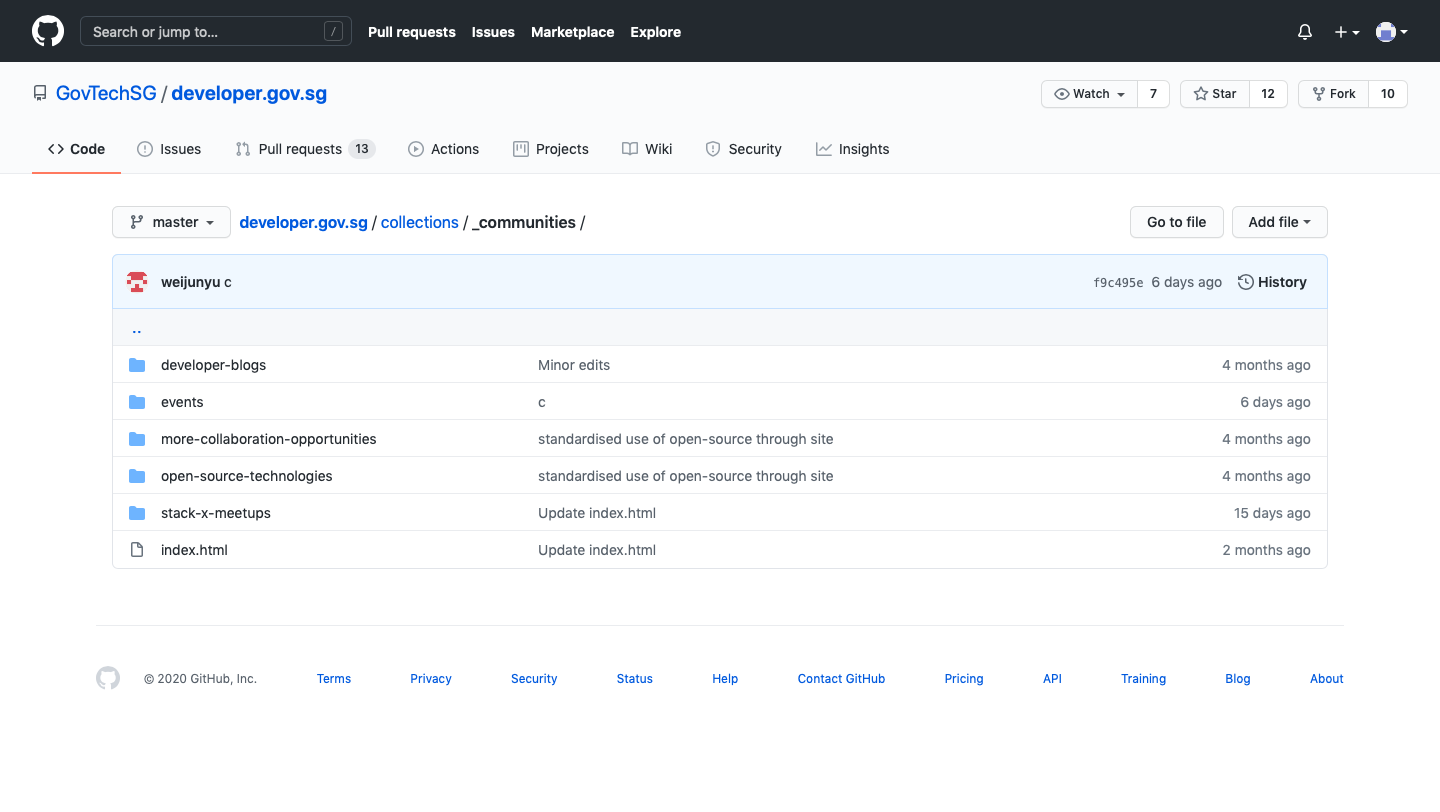 Search or jump to... /
Pull requests Issues Marketplace Explore
GovTechSG / developer.gov.sg
Watch 7 Star 12 Fork 10
Code Issues Pull requests 13 Actions Projects Wiki Security Insights
master developer.gov.sg / collections / _communities /
Go to file Add file
weijunyu c f9c495e 6 days ago History
..
developer-blogs Minor edits 4 months ago
events c 6 days ago
more-collaboration-opportunities standardised use of open-source through site 4 months ago
open-source-technologies standardised use of open-source through site 4 months ago
stack-x-meetups Update index.html 15 days ago
index.html Update index.html 2 months ago
© 2020 GitHub, Inc. Terms Privacy Security Status Help Contact GitHub Pricing API Training Blog About